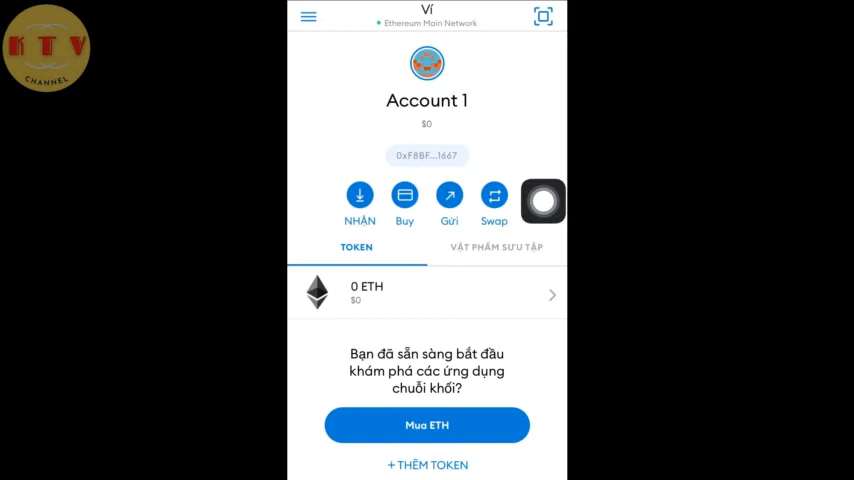 KTV
CHANNEL
Ví
Ethereum Main Network
Account 1
$0
0xF8BF...1667
NHẬN
Buy
Gửi
Swap
TOKEN
VẬT PHẨM SƯU TẬP
0 ETH
$0
Bạn đã sẵn sàng bắt đầu
khám phá các ứng dụng
chuỗi khối?
Mua ETH
+ THÊM TOKEN